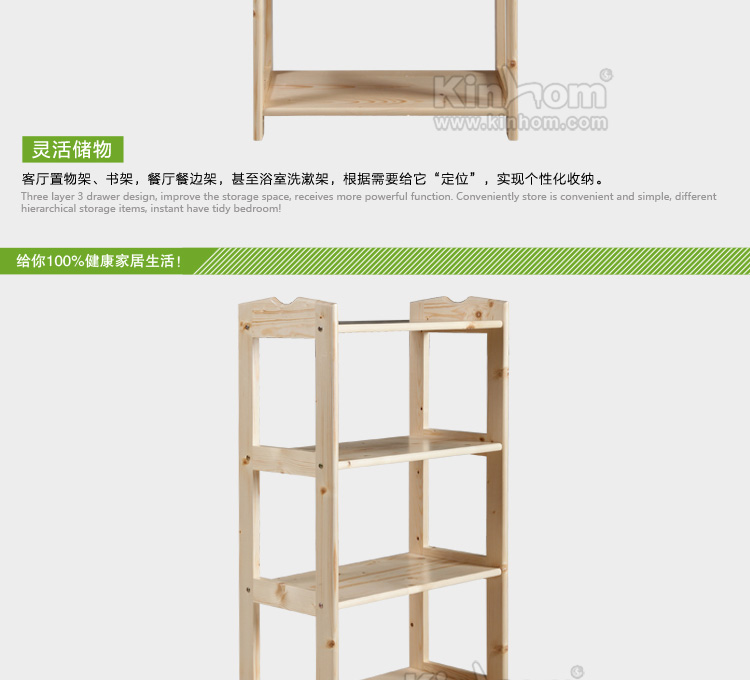 Kinhom®
www.kinhom.com
灵活储物
客厅置物架、书架，餐厅餐边架，甚至浴室洗漱架，根据需要给它“定位”，实现个性化收纳。
Three layer 3 drawer design, improve the storage space, receives more powerful function. Conveniently store is convenient and simple, different
hierarchical storage items, instant have tidy bedroom!
给你100%健康家居生活！
Kinhom®